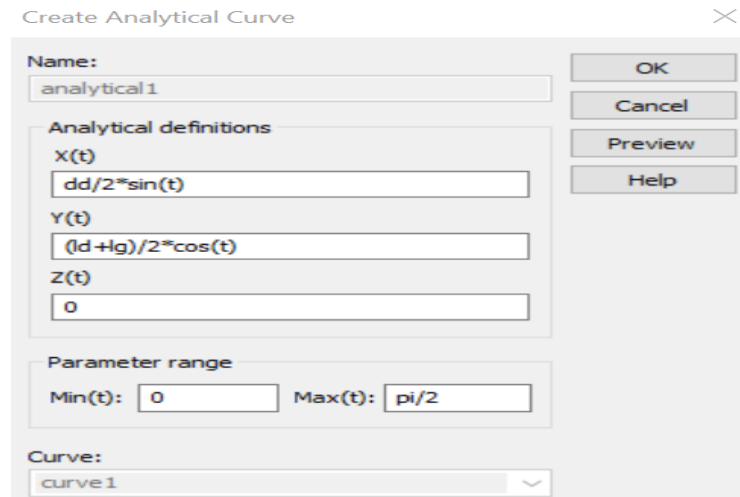 Create Analytical Curve
Name:
analytical1
OK
Cancel
Preview
Help
Analytical definitions
X(t)
dd/2*sin(t)
Y(t)
(ld+lg)/2*cos(t)
Z(t)
0
Parameter range
Min(t): 0 Max(t): pi/2
Curve:
curve1